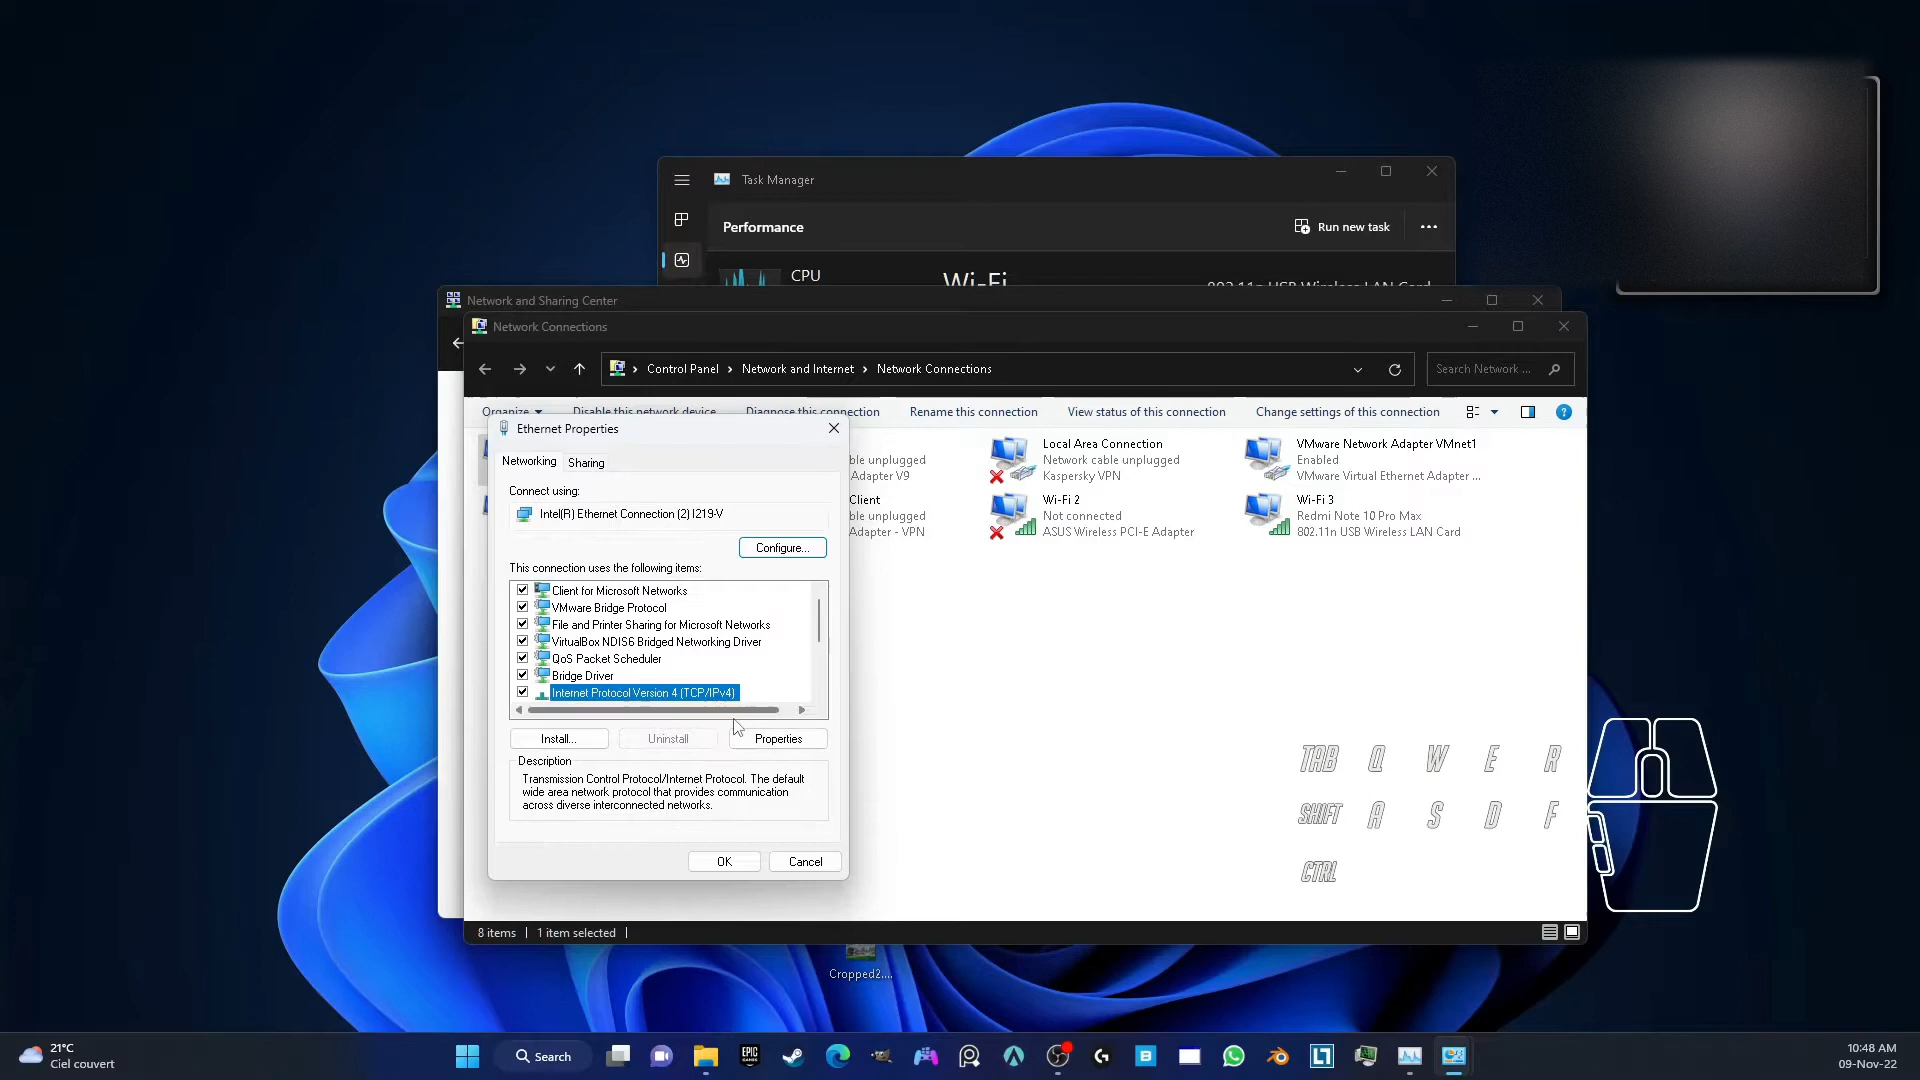 Task Manager
Performance
Run new task
CPU
Wi-Fi
802.11n USB Wireless LAN Card
Network and Sharing Center
Network Connections
Control Panel > Network and Internet > Network Connections
Search Network ...
Organize
Disable this network device
Diagnose this connection
Rename this connection
View status of this connection
Change settings of this connection
Ethernet Properties
Networking
Sharing
Connect using:
Intel(R) Ethernet Connection (2) I219-V
Configure...
This connection uses the following items:
Client for Microsoft Networks
VMware Bridge Protocol
File and Printer Sharing for Microsoft Networks
VirtualBox NDIS6 Bridged Networking Driver
QoS Packet Scheduler
Bridge Driver
Internet Protocol Version 4 (TCP/IPv4)
Install...
Uninstall
Properties
Description
Transmission Control Protocol/Internet Protocol. The default
wide area network protocol that provides communication
across diverse interconnected networks.
OK
Cancel
ble unplugged
Adapter V9
Client
ble unplugged
Adapter - VPN
Local Area Connection
Network cable unplugged
Kaspersky VPN
Wi-Fi 2
Not connected
ASUS Wireless PCI-E Adapter
VMware Network Adapter VMnet1
Enabled
VMware Virtual Ethernet Adapter ...
Wi-Fi 3
Redmi Note 10 Pro Max
802.11n USB Wireless LAN Card
TAB Q W E R
SHIFT A S D F
CTRL
8 items
1 item selected
Cropped2....
21°C
Ciel couvert
Search
EPIC
GAMES
10:48 AM
09-Nov-22